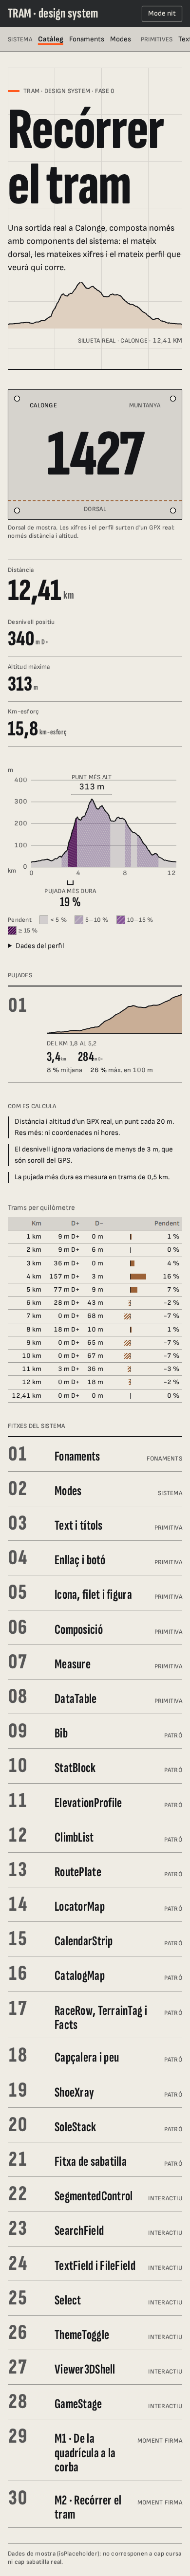 TRAM · design system
Mode nit
SISTEMA Catàleg Fonaments Modes PRIMITIVES
TRAM · DESIGN SYSTEM · FASE 0
Recórrer
el tram
Una sortida real a Calonge, composta només
amb components del sistema: el mateix
dorsal, les mateixes xifres i el mateix perfil que
veurà qui corre.
SILUETA REAL · CALONGE · 12,41 KM
CALONGE
MUNTANYA
1427
DORSAL
Dorsal de mostra. Les xifres i el perfil surten d'un GPX real:
només distància i altimetria.
Distància
12,41 km
Desnivell positiu
340 m D+
Altitud màxima
313 m
Km-esforç
15,8 km-esforç
m
PUNT MÉS ALT
313 m
400
300
200
100
0
km
0
4
8
12
PUJADA MÉS DURA
19 %
Pendent < 5 % 5–10 % 10–15 %
≥ 15 %
Dades del perfil
PUJADES
01
DEL KM 1,8 AL 5,2
3,4 km 284 m D+
8 % mitjana 26 % màx. en 100 m
COM ES CALCULA
Distància i altitud d'un GPX real, un punt cada 20 m.
Res més: ni coordenades ni hores.
El desnivell ignora variacions de menys de 3 m, que
són soroll del GPS.
La pujada més dura es mesura en trams de 0,5 km.
Trams per quilòmetre
Km D+ D− Pendent
1 km 9 m D+ 0 m 1 %
2 km 9 m D+ 6 m 0 %
3 km 36 m D+ 0 m 4 %
4 km 157 m D+ 3 m 16 %
5 km 77 m D+ 9 m 7 %
6 km 28 m D+ 43 m -2 %
7 km 0 m D+ 68 m -7 %
8 km 18 m D+ 10 m 1 %
9 km 0 m D+ 65 m -7 %
10 km 0 m D+ 67 m -7 %
11 km 3 m D+ 36 m -3 %
12 km 0 m D+ 18 m -2 %
12,41 km 0 m D+ 0 m 0 %
FITXES DEL SISTEMA
01 Fonaments FONAMENTS
02 Modes SISTEMA
03 Text i títols PRIMITIVA
04 Enllaç i botó PRIMITIVA
05 Icona, filet i figura PRIMITIVA
06 Composició PRIMITIVA
07 Measure PRIMITIVA
08 DataTable PRIMITIVA
09 Bib PATRÓ
10 StatBlock PATRÓ
11 ElevationProfile PATRÓ
12 ClimbList PATRÓ
13 RoutePlate PATRÓ
14 LocatorMap PATRÓ
15 CalendarStrip PATRÓ
16 CatalogMap PATRÓ
17 RaceRow, TerrainTag i PATRÓ
Facts
18 Capçalera i peu PATRÓ
19 ShoeXray PATRÓ
20 SoleStack PATRÓ
21 Fitxa de sabatilla PATRÓ
22 SegmentedControl INTERACTIU
23 SearchField INTERACTIU
24 TextField i FileField INTERACTIU
25 Select INTERACTIU
26 ThemeToggle INTERACTIU
27 Viewer3DShell INTERACTIU
28 GameStage INTERACTIU
29 M1 · De la MOMENT FIRMA
quadrícula a la
corba
30 M2 · Recórrer el MOMENT FIRMA
tram
Dades de mostra (isPlaceholder): no corresponen a cap cursa
ni cap sabatilla real.